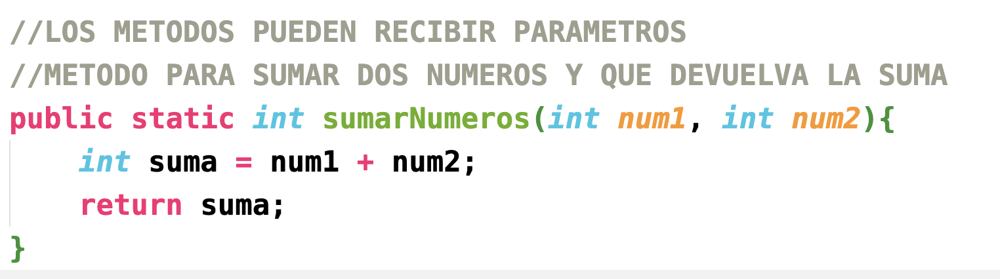 //LOS METODOS PUEDEN RECIBIR PARAMETROS
//METODO PARA SUMAR DOS NUMEROS Y QUE DEVUELVA LA SUMA
public static int sumarNumeros(int num1, int num2){
    int suma = num1 + num2;
    return suma;
}